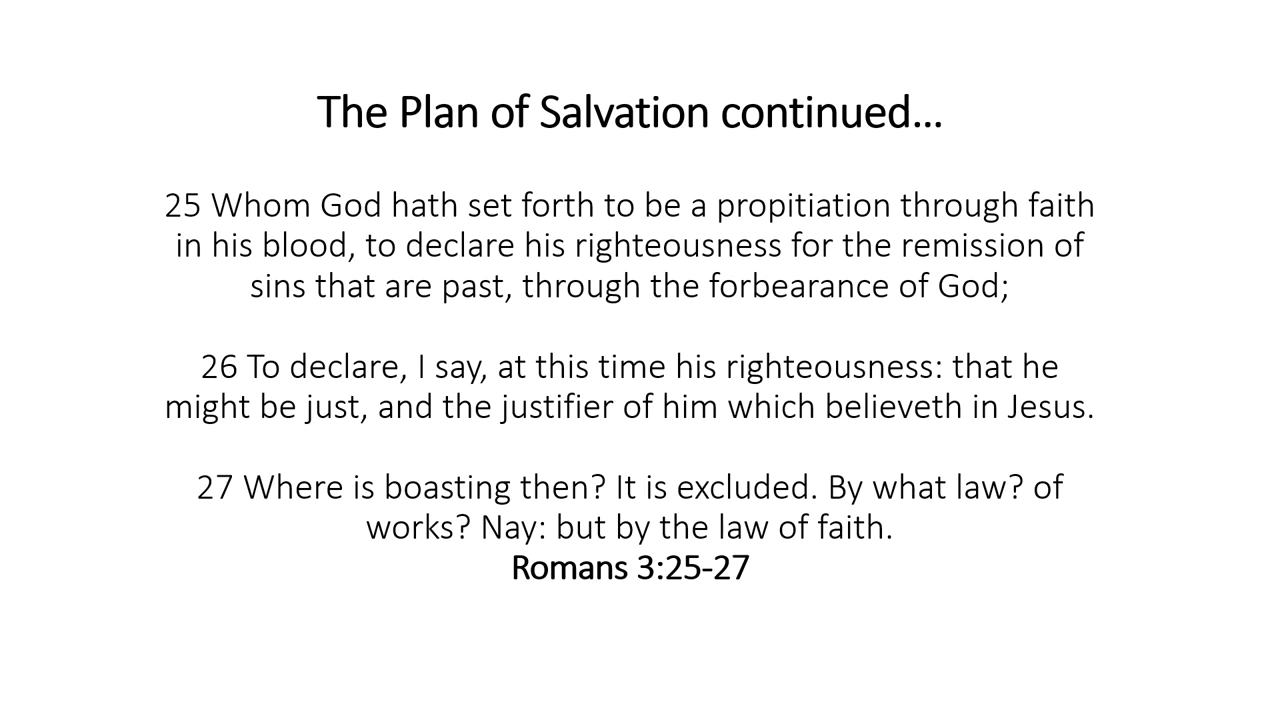 The Plan of Salvation continued…
25 Whom God hath set forth to be a propitiation through faith
in his blood, to declare his righteousness for the remission of
sins that are past, through the forbearance of God;
26 To declare, I say, at this time his righteousness: that he
might be just, and the justifier of him which believeth in Jesus.
27 Where is boasting then? It is excluded. By what law? of
works? Nay: but by the law of faith.
Romans 3:25-27